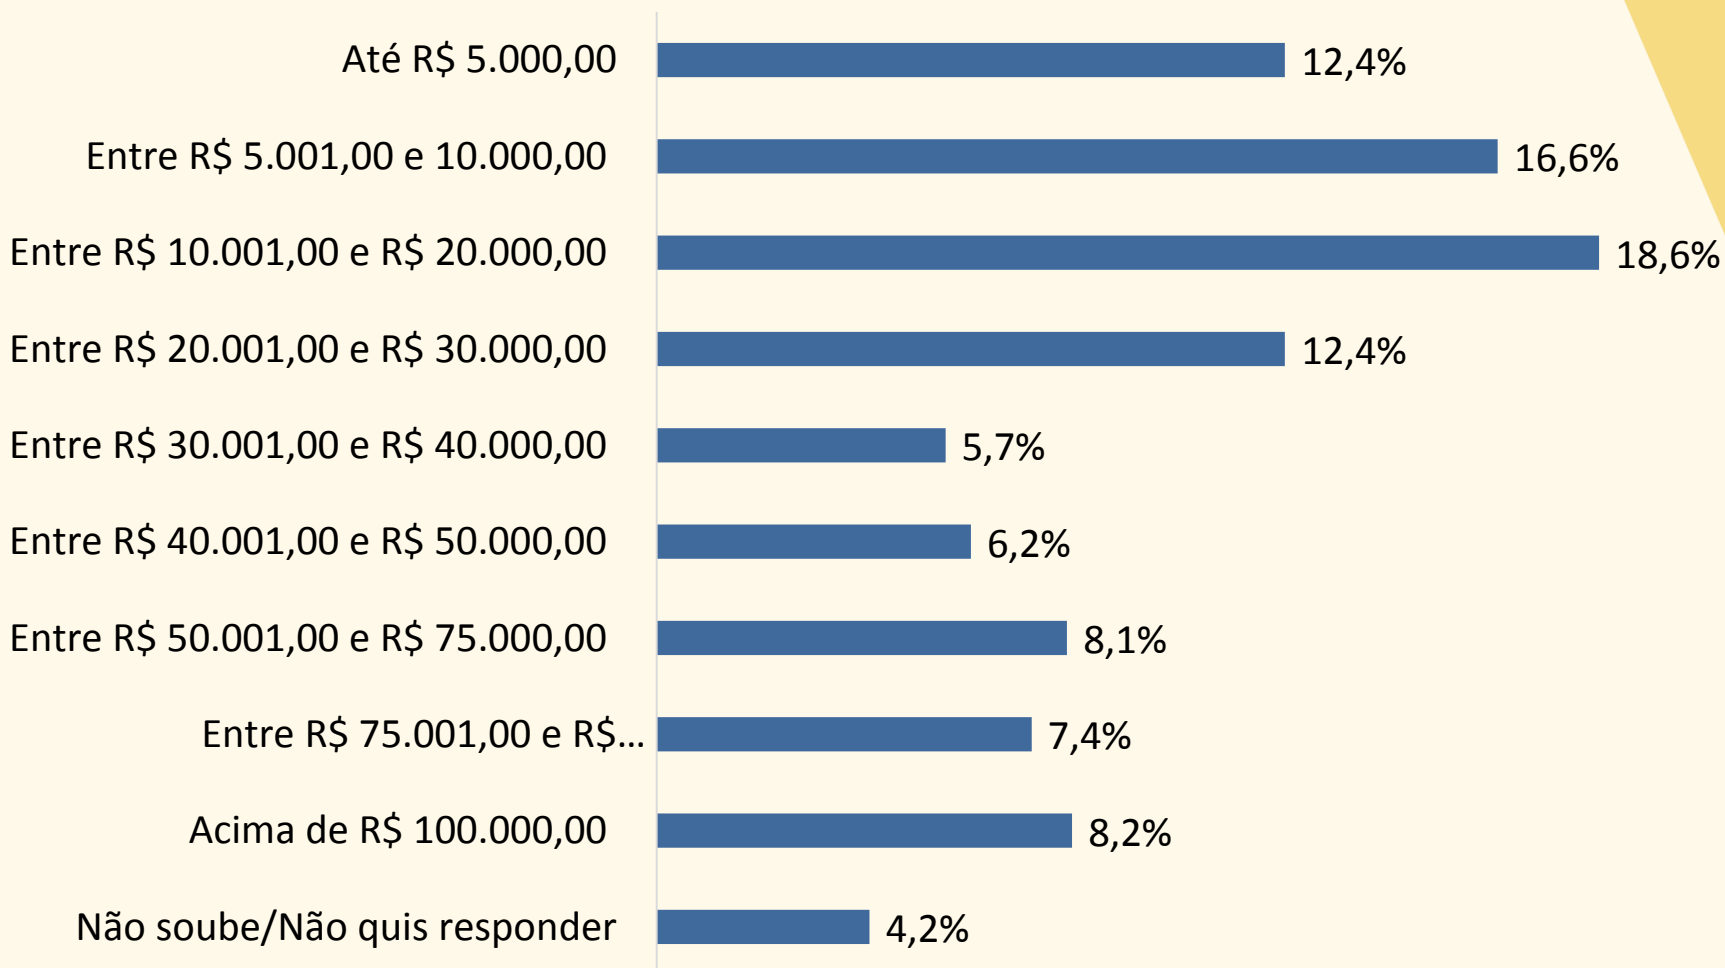 Até R$ 5.000,00 12,4%
Entre R$ 5.001,00 e 10.000,00 16,6%
Entre R$ 10.001,00 e R$ 20.000,00 18,6%
Entre R$ 20.001,00 e R$ 30.000,00 12,4%
Entre R$ 30.001,00 e R$ 40.000,00 5,7%
Entre R$ 40.001,00 e R$ 50.000,00 6,2%
Entre R$ 50.001,00 e R$ 75.000,00 8,1%
Entre R$ 75.001,00 e R$... 7,4%
Acima de R$ 100.000,00 8,2%
Não soube/Não quis responder 4,2%